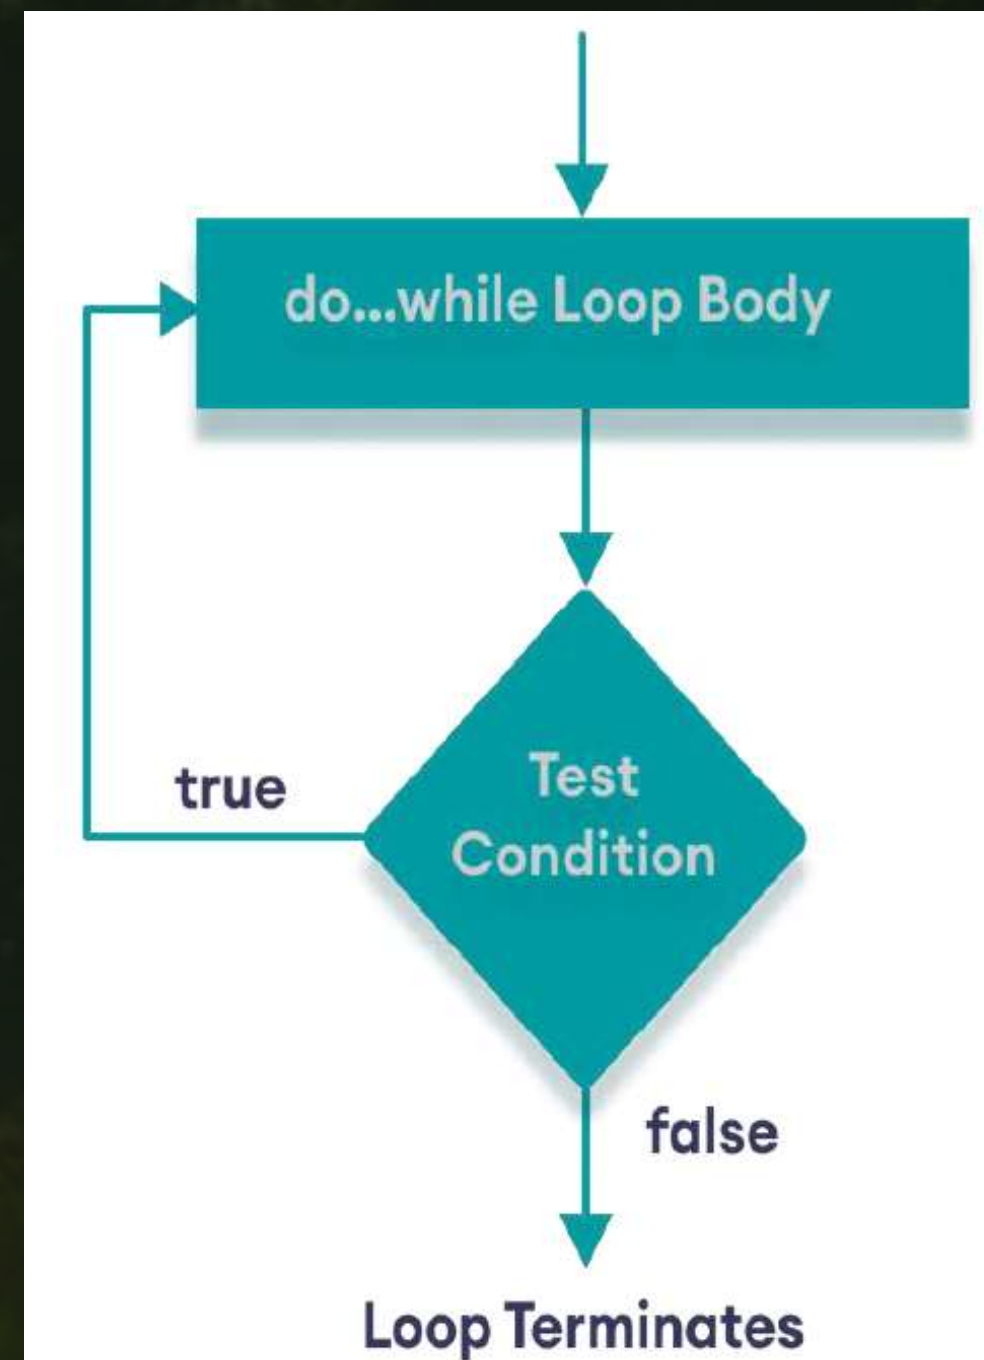 do...while Loop Body
Test
Condition
true
false
Loop Terminates